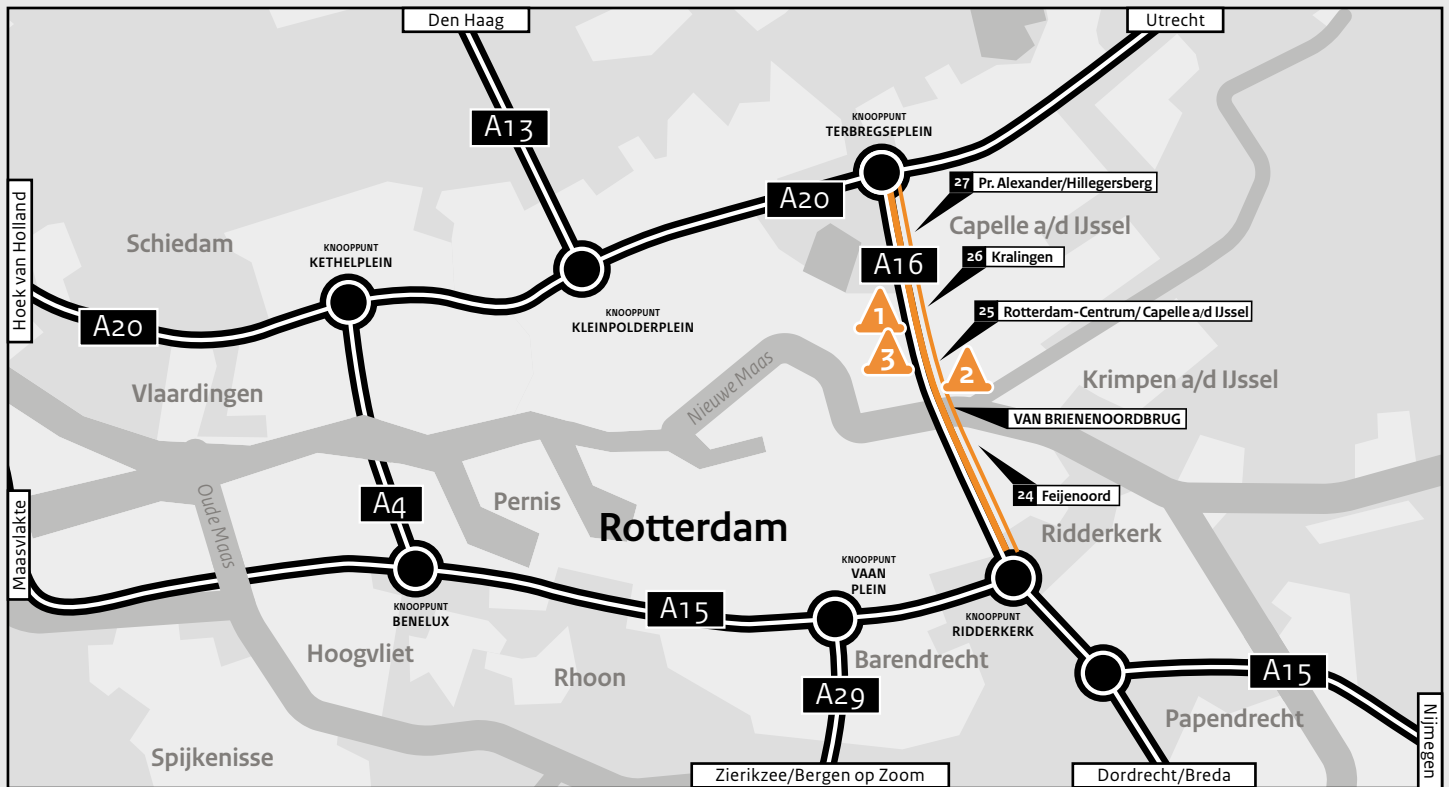 Den Haag
Utrecht
A13
KNOOPPUNT
TERBREGSEPLEIN
27 Pr. Alexander/Hillegersberg
A20
Capelle a/d IJssel
Hoek van Holland
Schiedam
KNOOPPUNT
KETHELPLEIN
26 Kralingen
A16
25 Rotterdam-Centrum/ Capelle a/d IJssel
1
A20
KNOOPPUNT
KLEINPOLDERPLEIN
3
2
Nieuwe Maas
Krimpen a/d IJssel
Vlaardingen
VAN BRIENENOORDBRUG
24 Feijenoord
A4
Pernis
Oude Maas
Rotterdam
Ridderkerk
Maasvlakte
KNOOPPUNT
VAAN
PLEIN
KNOOPPUNT
BENELUX
A15
KNOOPPUNT
RIDDERKERK
Hoogvliet
Barendrecht
Rhoon
A15
A29
Papendrecht
Nijmegen
Spijkenisse
Zierikzee/Bergen op Zoom
Dordrecht/Breda